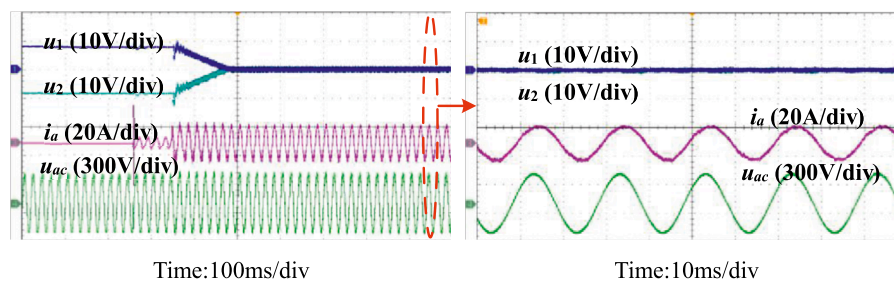 u1 (10V/div)
u2 (10V/div)
ia (20A/div)
uac (300V/div)
Time:100ms/div
u1 (10V/div)
u2 (10V/div)
ia (20A/div)
uac (300V/div)
Time:10ms/div